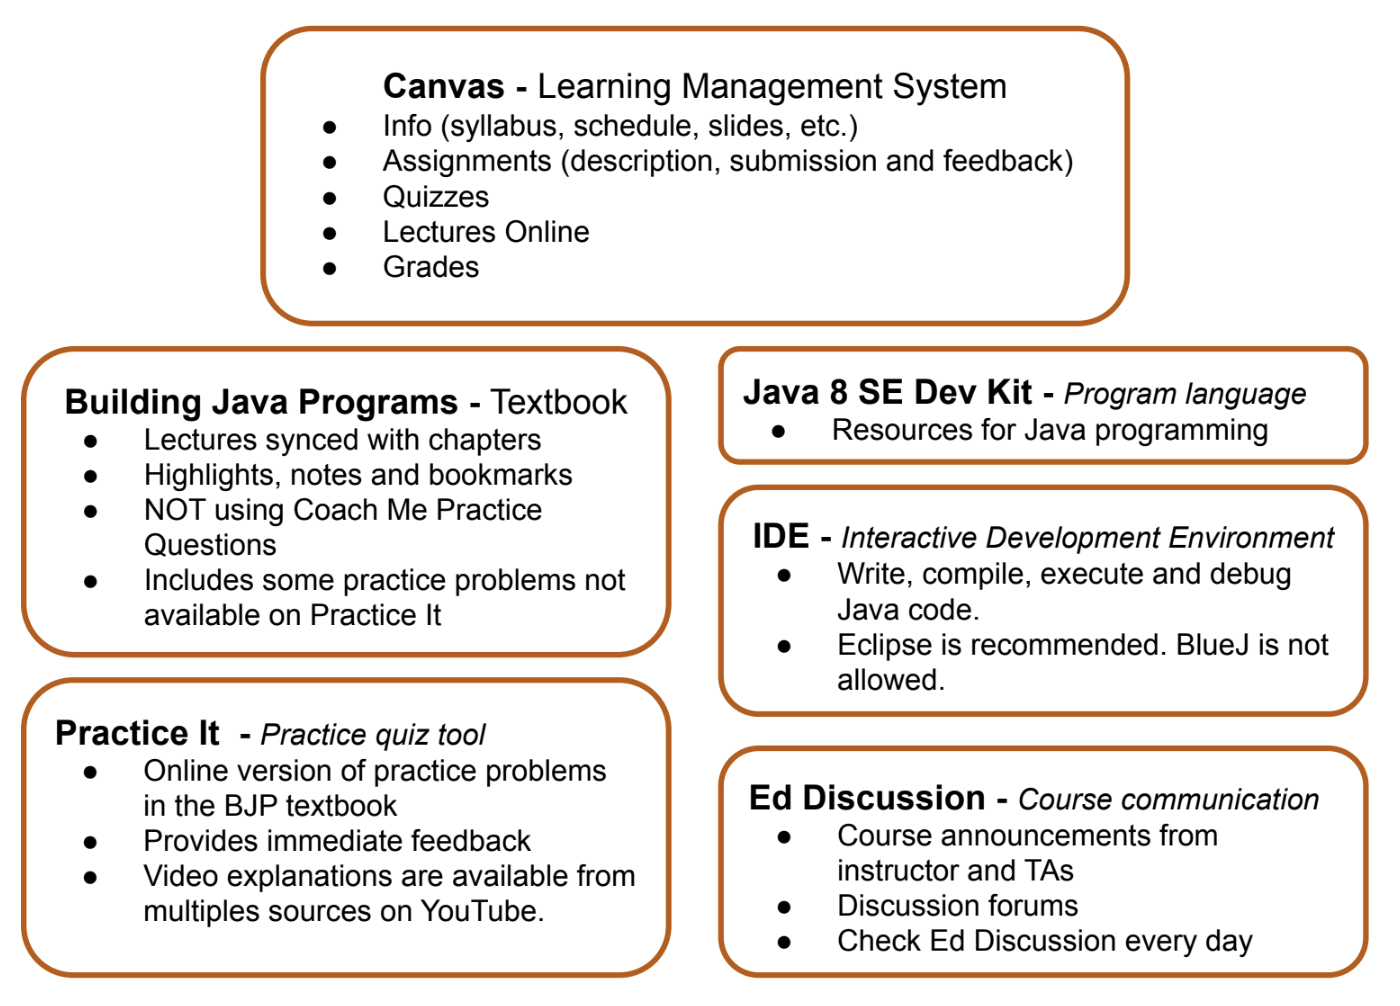 Canvas - Learning Management System
● Info (syllabus, schedule, slides, etc.)
● Assignments (description, submission and feedback)
● Quizzes
● Lectures Online
● Grades
Building Java Programs - Textbook
● Lectures synced with chapters
● Highlights, notes and bookmarks
● NOT using Coach Me Practice
Questions
● Includes some practice problems not
available on Practice It
Practice It - Practice quiz tool
● Online version of practice problems
in the BJP textbook
● Provides immediate feedback
● Video explanations are available from
multiples sources on YouTube.
Java 8 SE Dev Kit - Program language
● Resources for Java programming
IDE - Interactive Development Environment
● Write, compile, execute and debug
Java code.
● Eclipse is recommended. BlueJ is not
allowed.
Ed Discussion - Course communication
● Course announcements from
instructor and TAs
● Discussion forums
● Check Ed Discussion every day